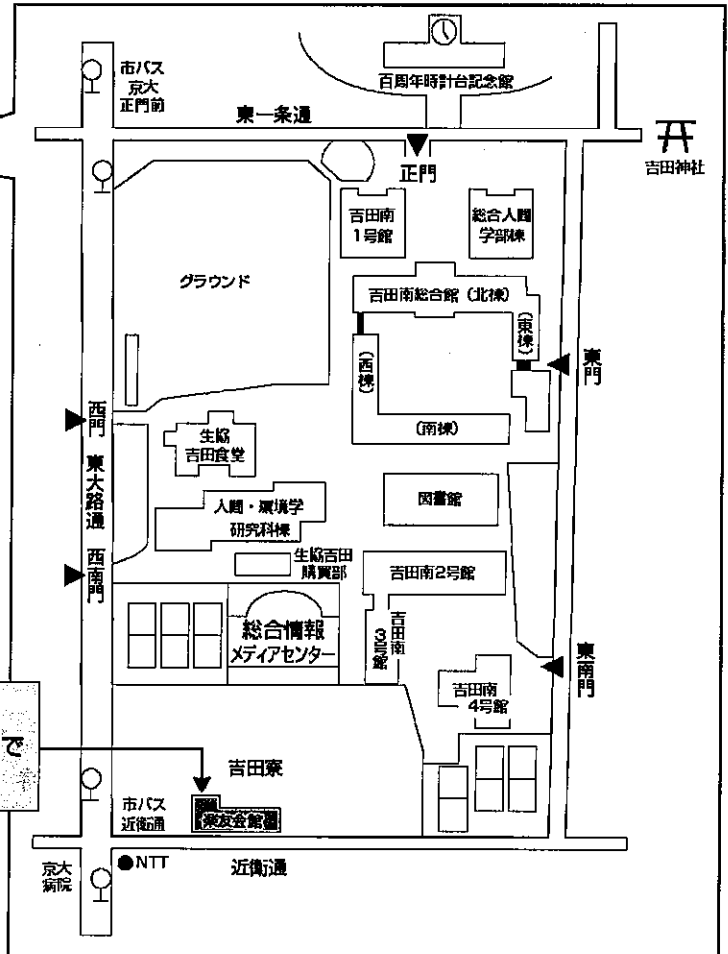 市バス
京大
正門前
百周年時計台記念館
東一条通
正門
吉田神社
吉田南
1号館
総合人間
学部棟
グラウンド
吉田南総合館（北棟）
（東棟）
（西棟）
東門
（南棟）
西門
生協
吉田食堂
東大路通
図書館
人間・環境学
研究科棟
生協吉田
購買部
西南門
吉田南2号館
吉田南
3号館
総合情報
メディアセンター
東南門
吉田南
4号館
で
吉田寮
市バス
近衛通
楽友会館
近衛通
NTT
京大
病院